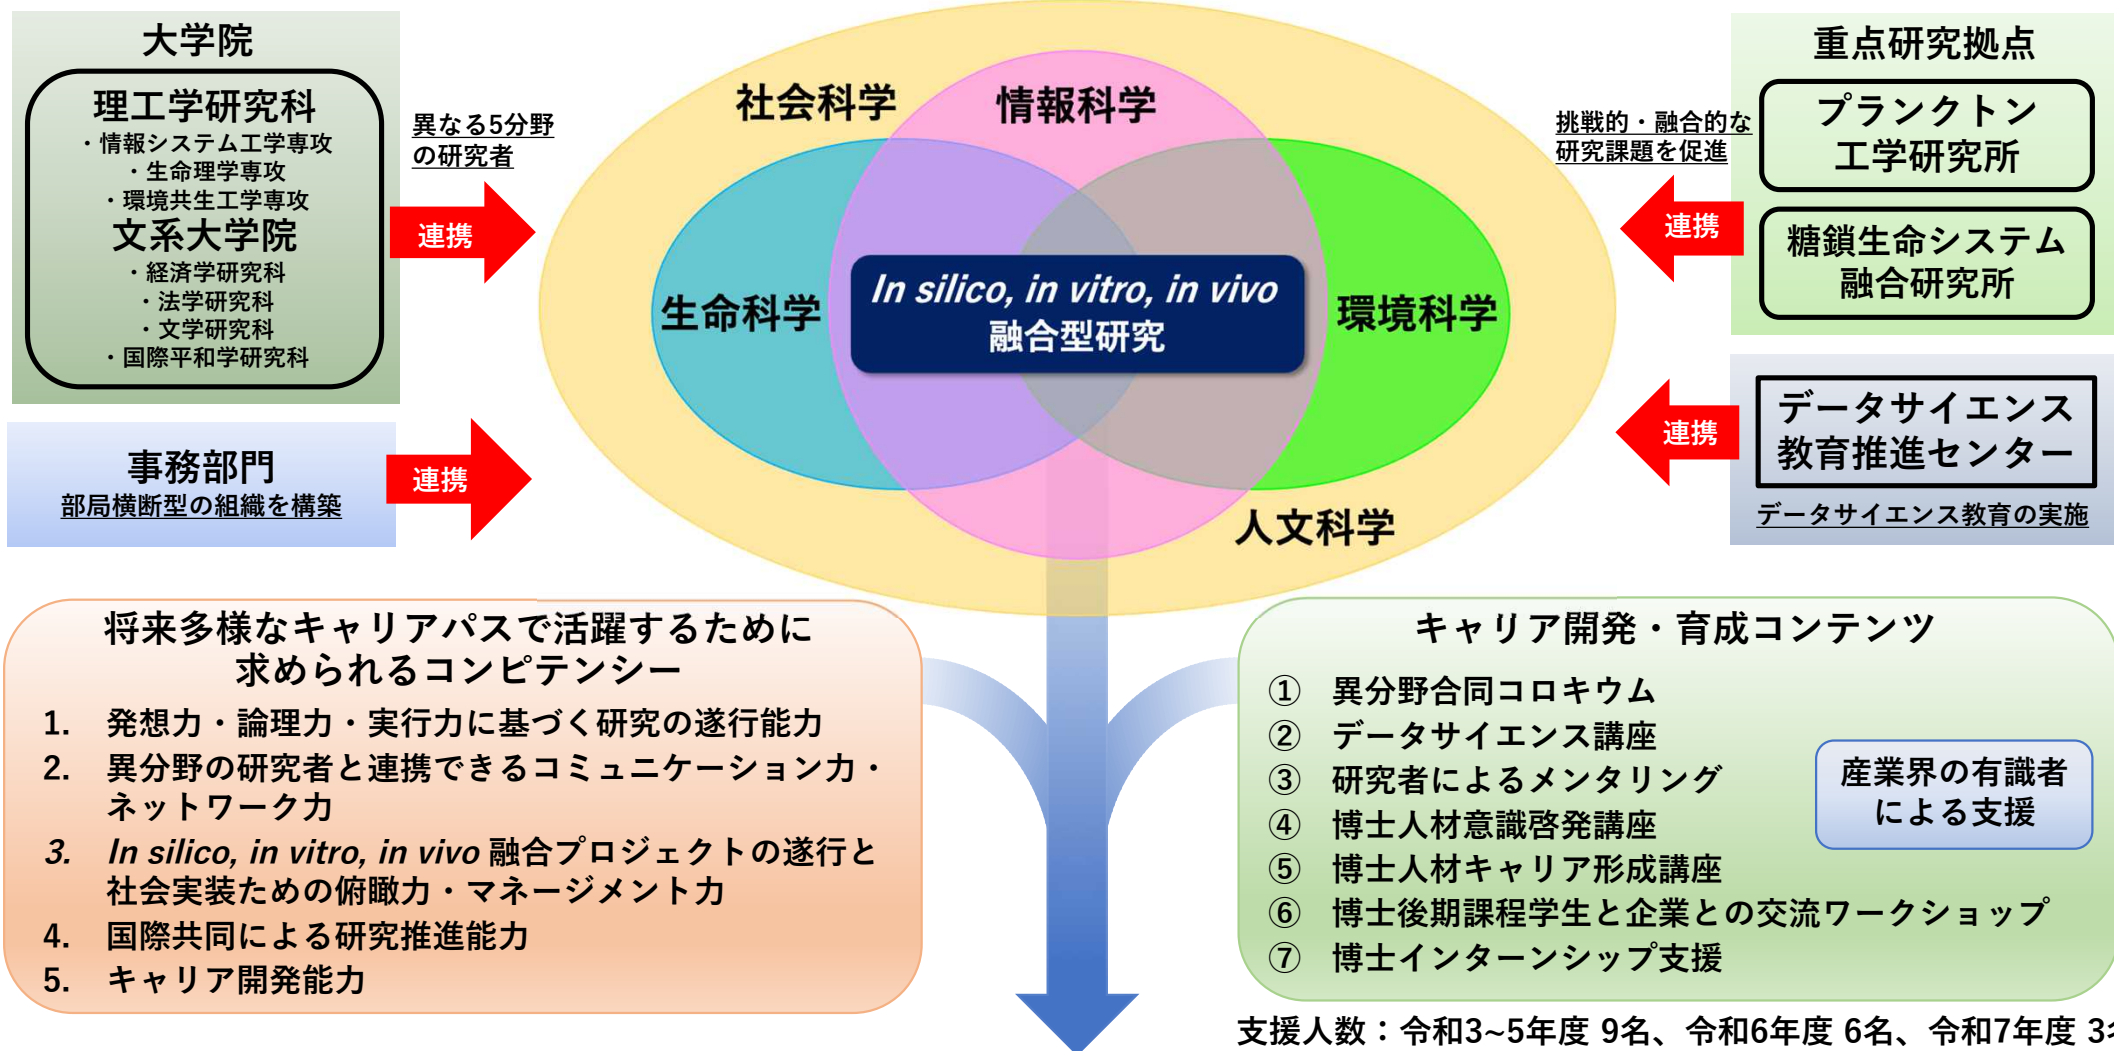 大学院
理工学研究科
・情報システム工学専攻
・生命理学専攻
・環境共生工学専攻
文系大学院
・経済学研究科
・法学研究科
・文学研究科
・国際平和学研究科
異なる5分野
の研究者
連携
事務部門
部局横断型の組織を構築
連携
社会科学
情報科学
生命科学
In silico, in vitro, in vivo
融合型研究
環境科学
人文科学
重点研究拠点
プランクトン
工学研究所
糖鎖生命システム
融合研究所
挑戦的・融合的な
研究課題を促進
連携
データサイエンス
教育推進センター
データサイエンス教育の実施
連携
将来多様なキャリアパスで活躍するために
求められるコンピテンシー
1. 発想力・論理力・実行力に基づく研究の遂行能力
2. 異分野の研究者と連携できるコミュニケーション力・
ネットワーク力
3. In silico, in vitro, in vivo 融合プロジェクトの遂行と
社会実装ための俯瞰力・マネージメント力
4. 国際共同による研究推進能力
5. キャリア開発能力
キャリア開発・育成コンテンツ
① 異分野合同コロキウム
② データサイエンス講座
③ 研究者によるメンタリング
④ 博士人材意識啓発講座
⑤ 博士人材キャリア形成講座
⑥ 博士後期課程学生と企業との交流ワークショップ
⑦ 博士インターンシップ支援
産業界の有識者
による支援
支援人数：令和3~5年度 9名、令和6年度 6名、令和7年度 3名